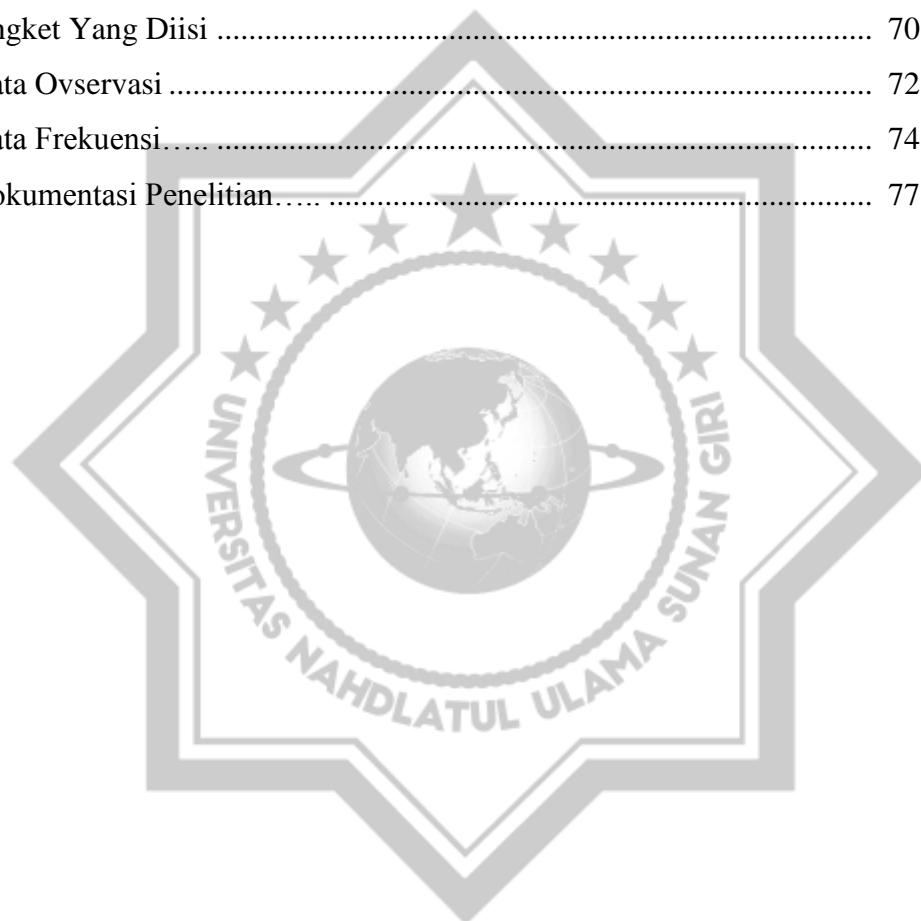 ngket Yang Diisi ................................................................................... 70
ata Ovservasi ......................................................................................... 72
ata Frekuensi….. ................................................................................... 74
okumentasi Penelitian….. ..................................................................... 77
UNIVERSITAS NAHDLATUL ULAMA SUNAN GIRI